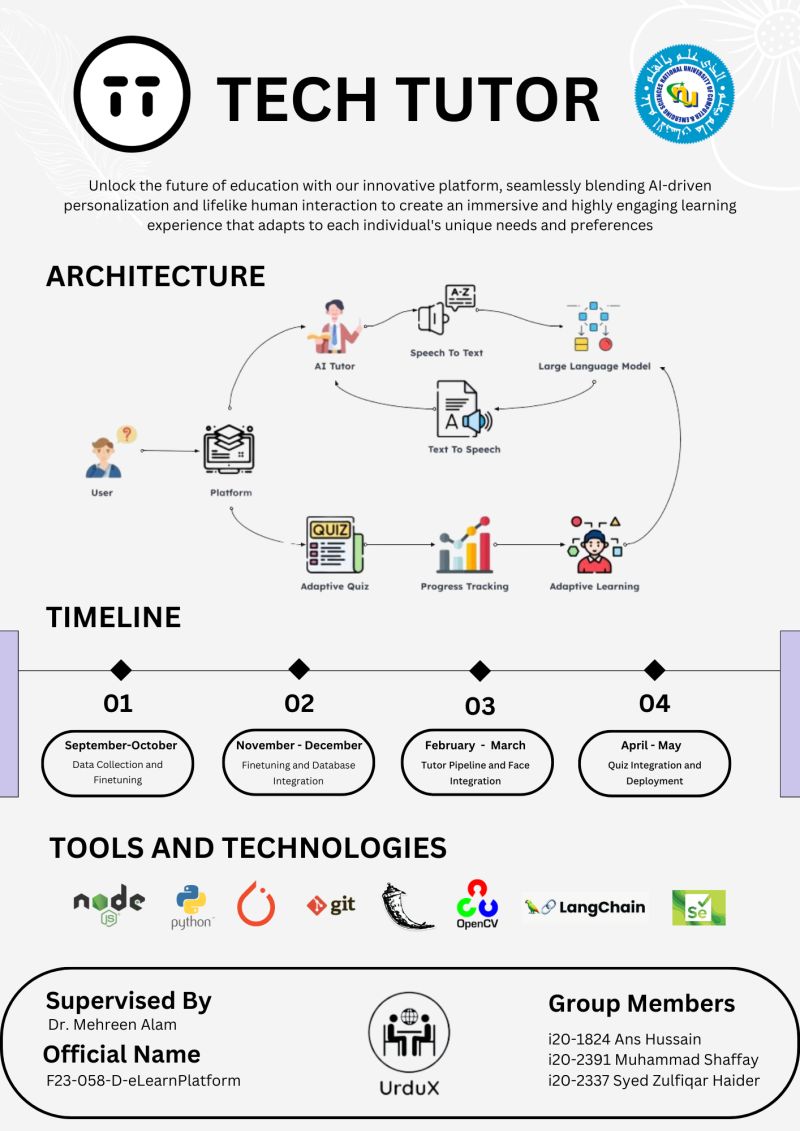 TECH TUTOR
NATIONAL UNIVERSITY OF COMPUTER & EMERGING SCIENCES
Unlock the future of education with our innovative platform, seamlessly blending AI-driven
personalization and lifelike human interaction to create an immersive and highly engaging learning
experience that adapts to each individual's unique needs and preferences
ARCHITECTURE
A-Z
AI Tutor
Speech To Text
Large Language Model
A
Text To Speech
?
User
Platform
QUIZ
Adaptive Quiz
Progress Tracking
Adaptive Learning
TIMELINE
01
02
03
04
September-October
Data Collection and
Finetuning
November - December
Finetuning and Database
Integration
February - March
Tutor Pipeline and Face
Integration
April - May
Quiz Integration and
Deployment
TOOLS AND TECHNOLOGIES
node
JS
python
git
OpenCV
LangChain
Se
Supervised By
Dr. Mehreen Alam
Official Name
F23-058-D-eLearnPlatform
UrduX
Group Members
i20-1824 Ans Hussain
i20-2391 Muhammad Shaffay
i20-2337 Syed Zulfiqar Haider